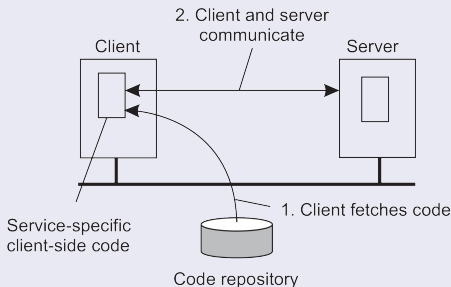 2. Client and server
communicate
Client
Server
1. Client fetches code
Service-specific
client-side code
Code repository